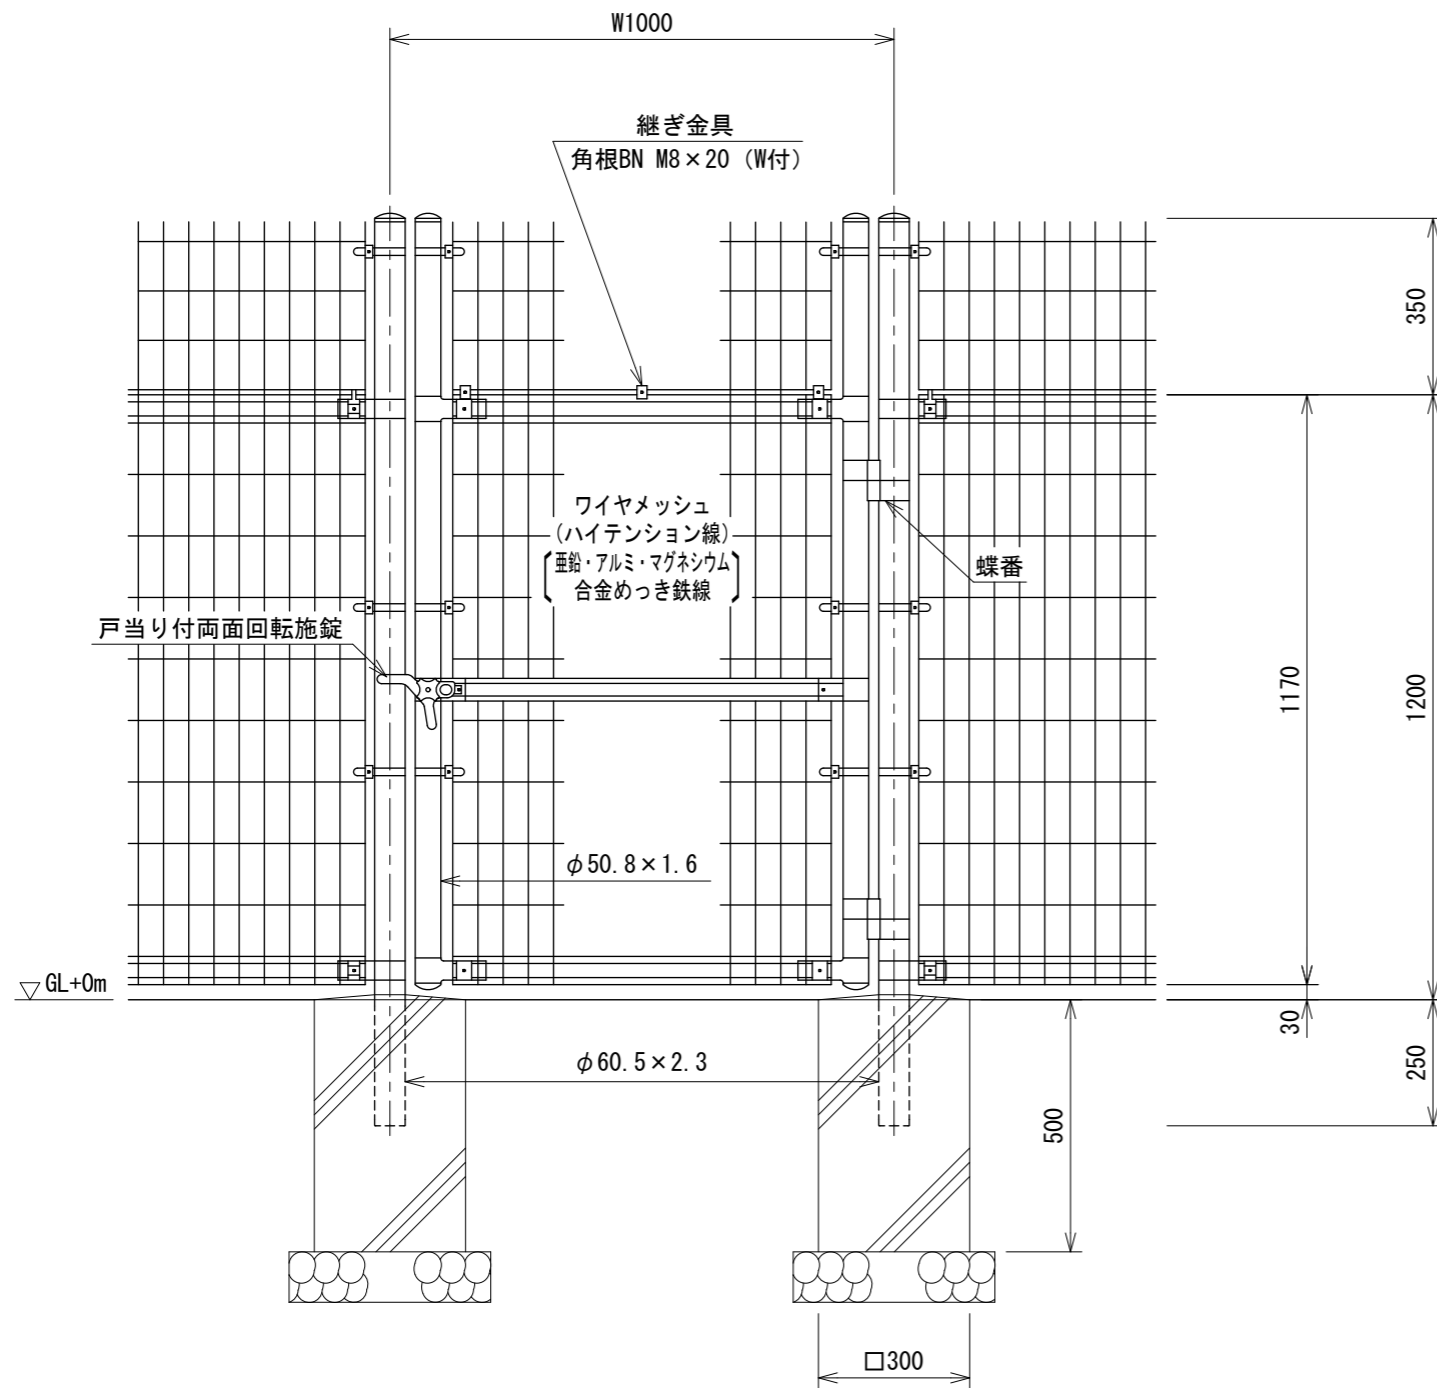 W1000
継ぎ金具
角根BN M8×20 (W付)
350
ワイヤメッシュ
(ハイテンション線)
亜鉛・アルミ・マグネシウム
合金めっき鉄線
蝶番
戸当り付両面回転施錠
1170
1200
φ50.8×1.6
▽ GL+0m
30
φ60.5×2.3
250
500
□300